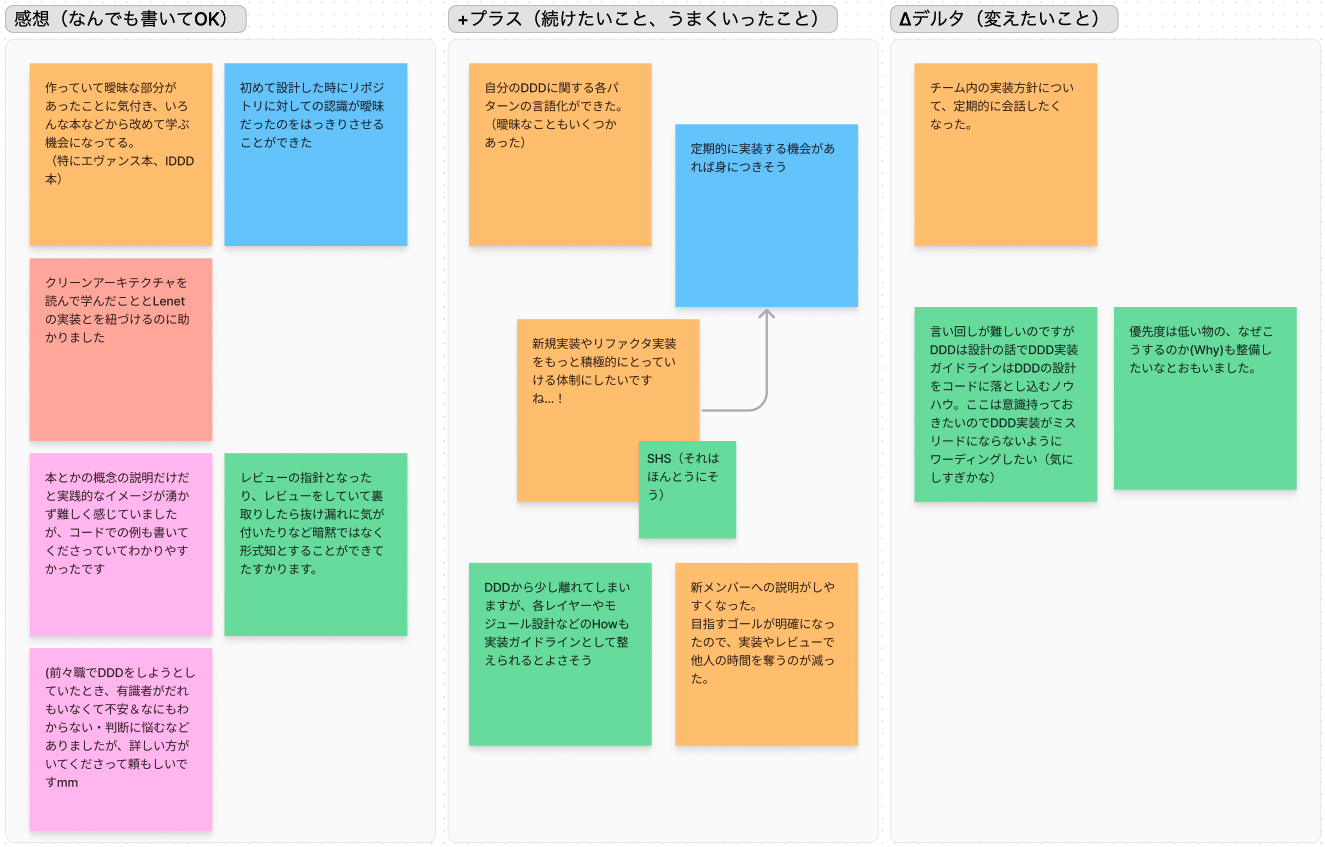 感想（なんでも書いてOK）
作っていて曖昧な部分が
あったことに気付き、いろ
んな本などから改めて学ぶ
機会になってる。
（特にエヴァンス本、IDDD
本）
初めて設計した時にリポジ
トリに対しての認識が曖昧
だったのをはっきりさせる
ことができた
クリーンアーキテクチャを
読んで学んだこととLenet
の実装とを紐づけるのに助
かりました
本とかの概念の説明だけだ
と実践的なイメージが湧か
ず難しく感じていました
が、コードでの例も書いて
くださっていてわかりやす
かったです
レビューの指針となった
り、レビューをしていて裏
取りしたら抜け漏れに気が
付いたりなど暗黙ではなく
形式知とすることができて
たすかります。
(前々職でDDDをしようとし
ていたとき、有識者がだれ
もいなくて不安＆なにもわ
からない・判断に悩むなど
ありましたが、詳しい方が
いてくださって頼もしいで
すmm
+プラス（続けたいこと、うまくいったこと）
自分のDDDに関する各パ
ターンの言語化ができた。
（曖昧なこともいくつか
あった）
定期的に実装する機会があ
れば身につきそう
新規実装やリファクタ実装
をもっと積極的にとってい
ける体制にしたいです
ね...！
SHS（それは
ほんとうにそ
う）
DDDから少し離れてしまい
ますが、各レイヤーやモ
ジュール設計などのHowも
実装ガイドラインとして整
えられるとよさそう
新メンバーへの説明がしや
すくなった。
目指すゴールが明確になっ
たので、実装やレビューで
他人の時間を奪うのが減っ
た。
Δデルタ（変えたいこと）
チーム内の実装方針につい
て、定期的に会話したく
なった。
言い回しが難しいのですが
DDDは設計の話でDDD実装
ガイドラインはDDDの設計
をコードに落とし込むノウ
ハウ。ここは意識持ってお
きたいのでDDD実装がミス
リードにならないように
ワーディングしたい（気に
しすぎかな）
優先度は低い物の、なぜこ
うするのか(Why)も整備し
たいなとおもいました。